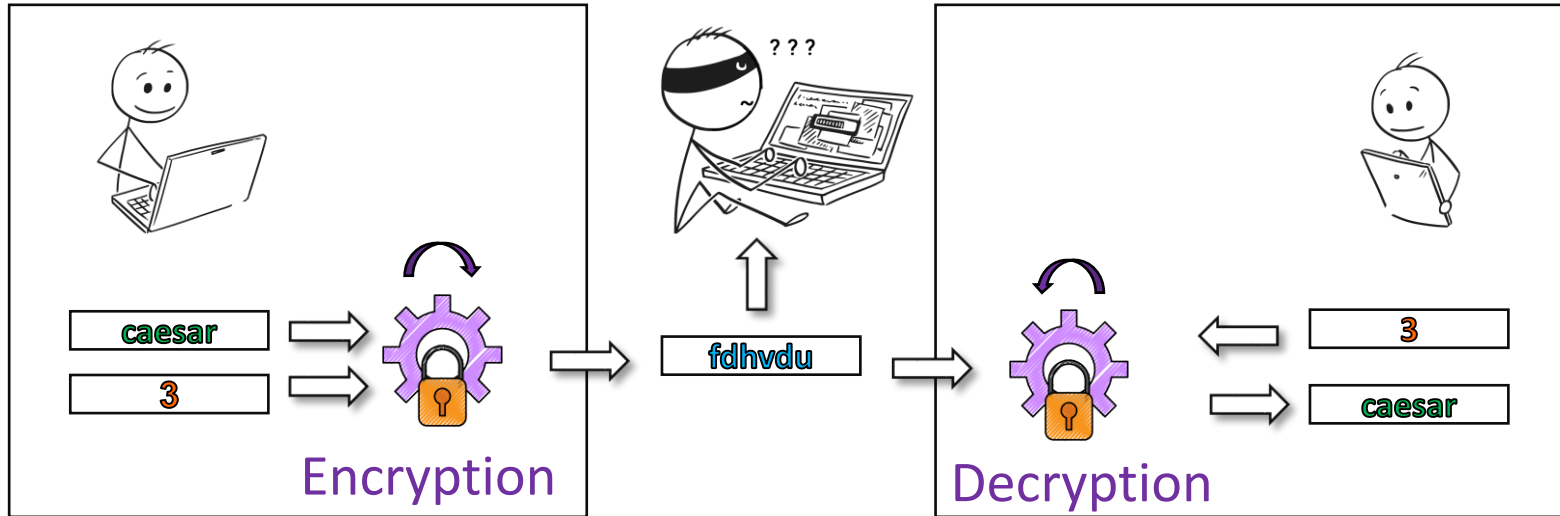 ? ? ?
caesar
3
fdhvdu
3
caesar
Encryption
Decryption